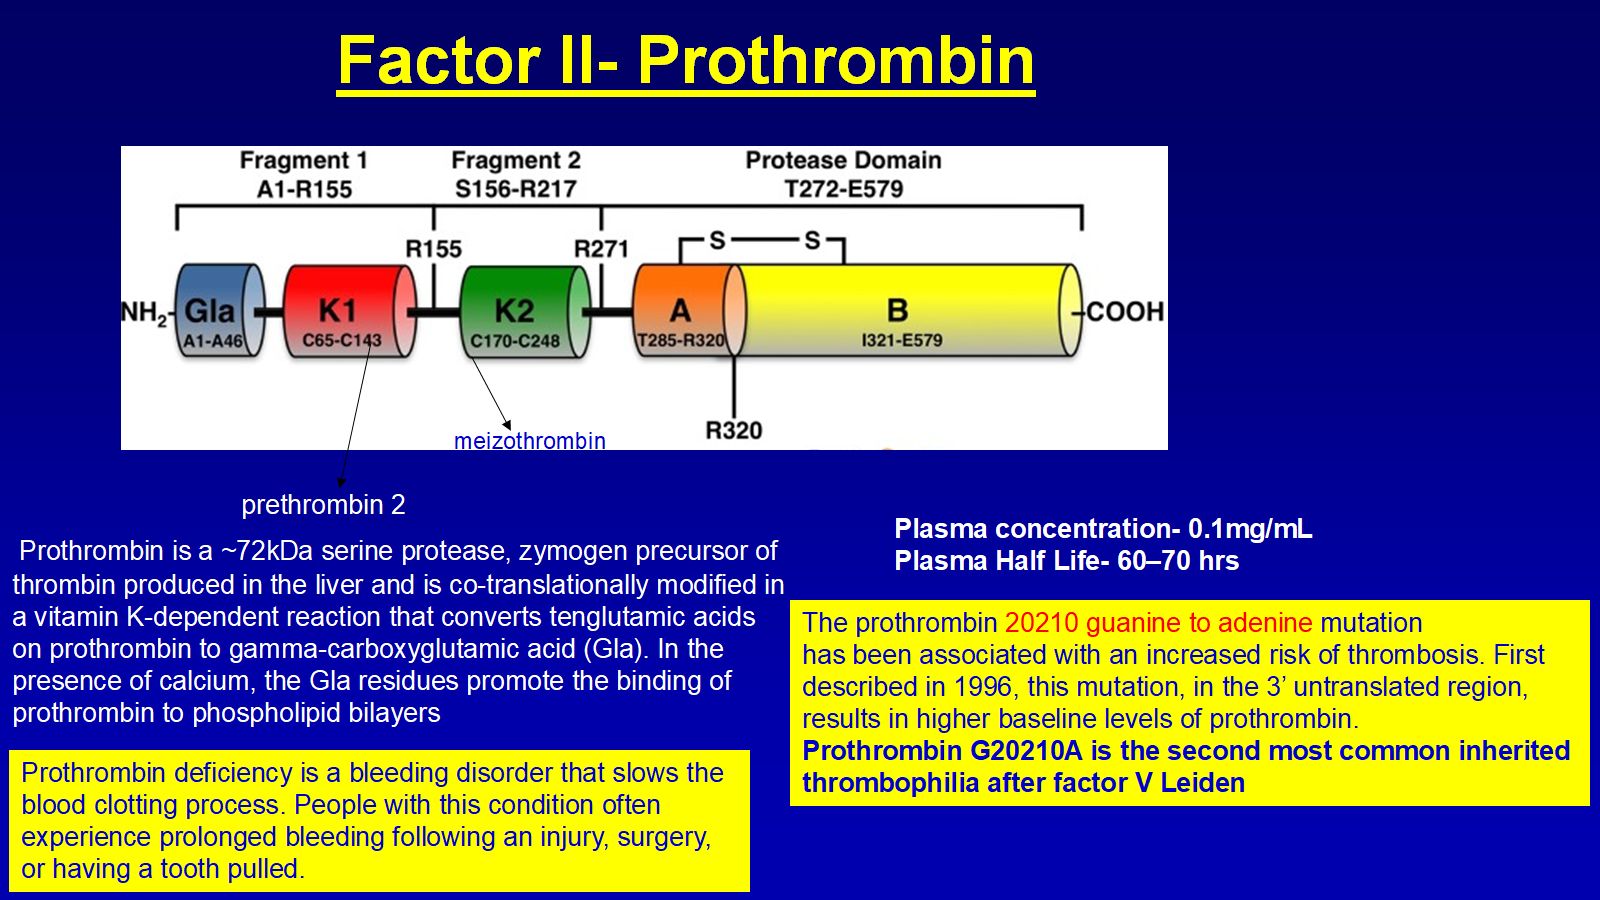 Factor II- Prothrombin
Fragment 1
A1-R155
Fragment 2
S156-R217
Protease Domain
T272-E579
R155
R271
S
S
NH2-
Gla
A1-A46
K1
C65-C143
K2
C170-C248
A
T285-R320
B
I321-E579
-COOH
R320
meizothrombin
prethrombin 2
Prothrombin is a ~72kDa serine protease, zymogen precursor of
thrombin produced in the liver and is co-translationally modified in
a vitamin K-dependent reaction that converts tenglutamic acids
on prothrombin to gamma-carboxyglutamic acid (Gla). In the
presence of calcium, the Gla residues promote the binding of
prothrombin to phospholipid bilayers
Prothrombin deficiency is a bleeding disorder that slows the
blood clotting process. People with this condition often
experience prolonged bleeding following an injury, surgery,
or having a tooth pulled.
Plasma concentration- 0.1mg/mL
Plasma Half Life- 60–70 hrs
The prothrombin 20210 guanine to adenine mutation
has been associated with an increased risk of thrombosis. First
described in 1996, this mutation, in the 3’ untranslated region,
results in higher baseline levels of prothrombin.
Prothrombin G20210A is the second most common inherited
thrombophilia after factor V Leiden